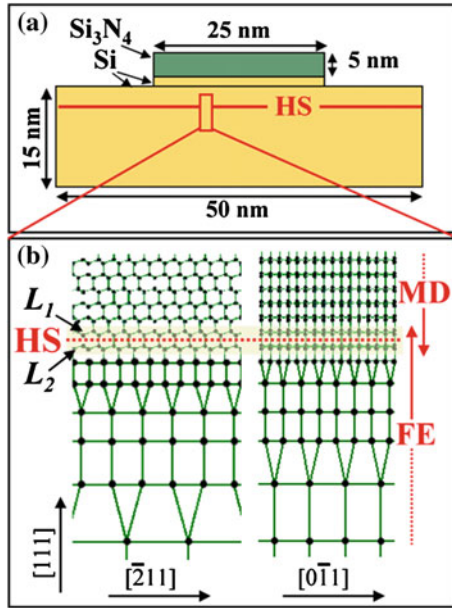 (a)
Si₃N₄
25 nm
Si
5 nm
HS
15 nm
50 nm
(b)
L₁
HS
L₂
MD
FE
[111]
[2̄11]
[01̄1]